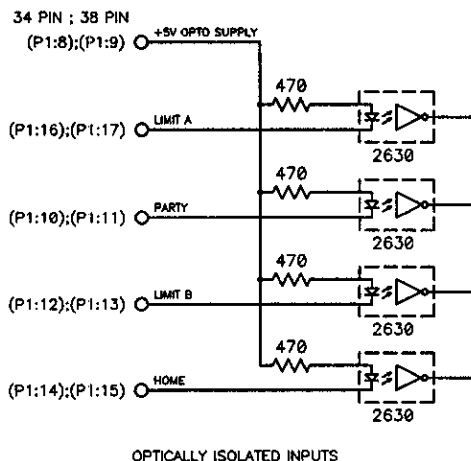 34 PIN ; 38 PIN
(P1:8);(P1:9) +5V OPTO SUPPLY
470
(P1:16);(P1:17) LIMIT A
2630
470
(P1:10);(P1:11) PARTY
2630
470
(P1:12);(P1:13) LIMIT B
2630
470
(P1:14);(P1:15) HOME
2630
OPTICALLY ISOLATED INPUTS